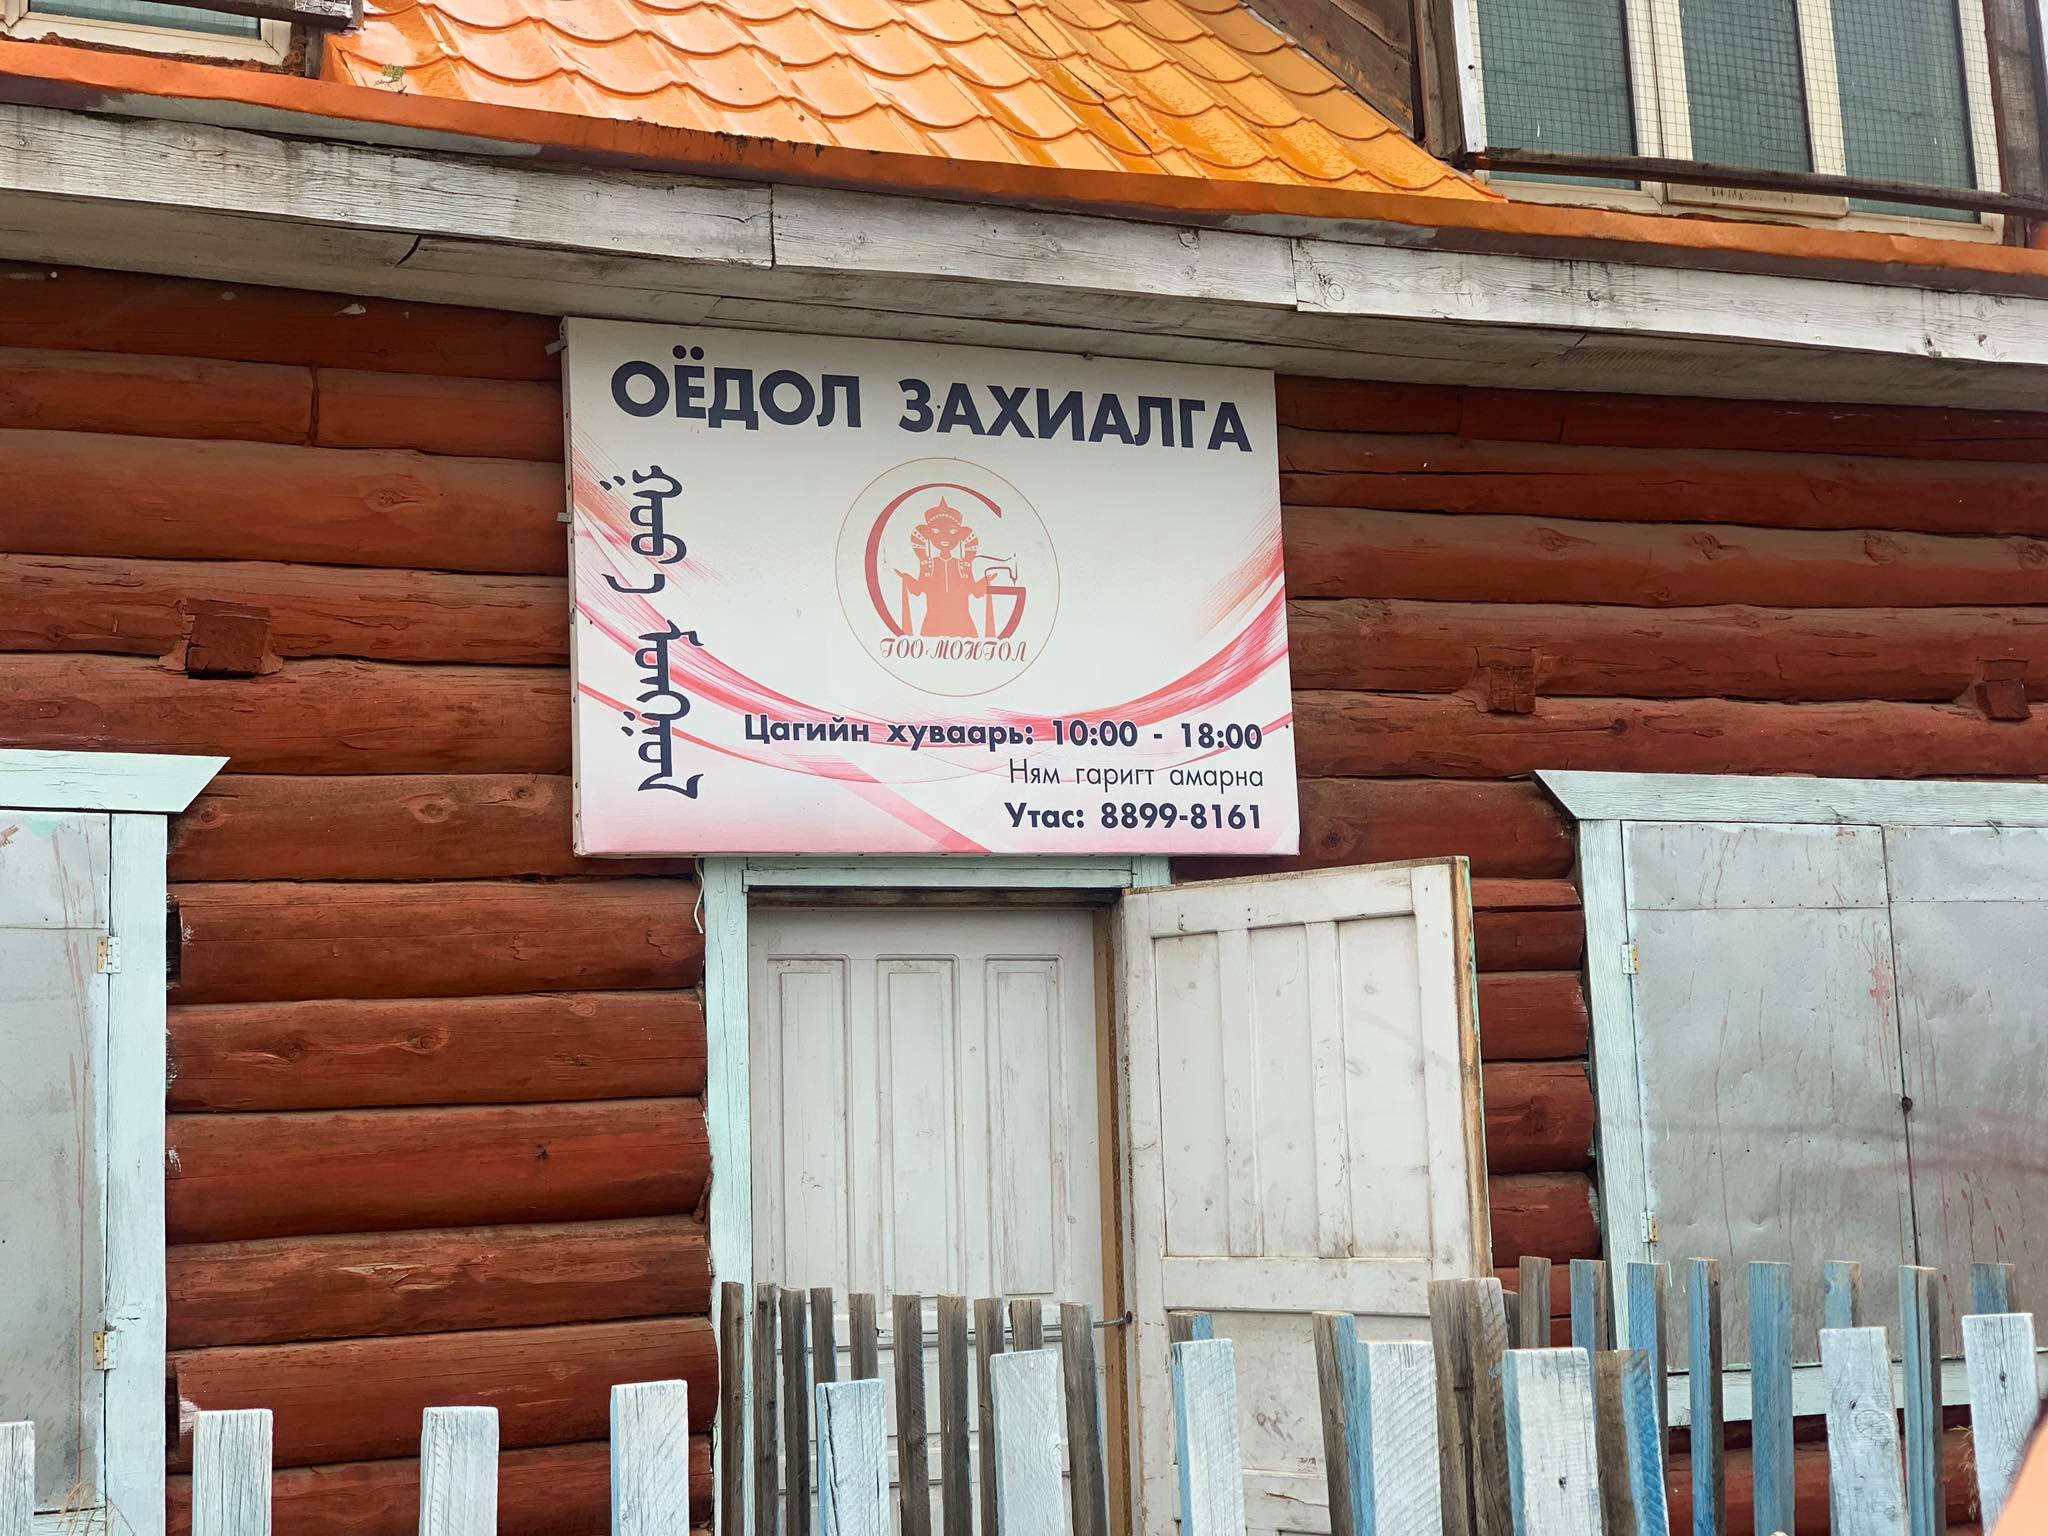 ОЁДОЛ ЗАХИАЛГА
ГОО МОНГОЛ
Цагийн хуваарь: 10:00 - 18:00
Ням гаригт амарна
Утас: 8899-8161